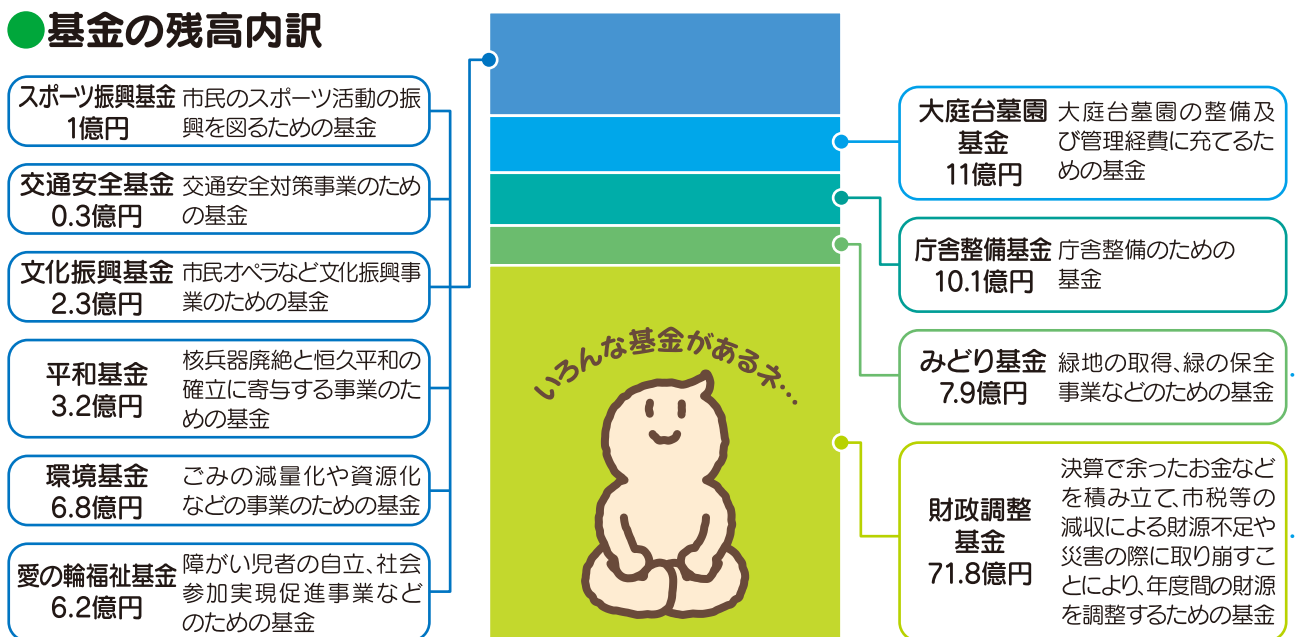 ●基金の残高内訳
スポーツ振興基金
1億円
市民のスポーツ活動の振
興を図るための基金
交通安全基金
0.3億円
交通安全対策事業のため
の基金
文化振興基金
2.3億円
市民オペラなど文化振興事
業のための基金
平和基金
3.2億円
核兵器廃絶と恒久平和の
確立に寄与する事業のた
めの基金
環境基金
6.8億円
ごみの減量化や資源化
などの事業のための基金
愛の輪福祉基金
6.2億円
障がい児者の自立、社会
参加実現促進事業など
のための基金
いろんな基金があるネ…
大庭台墓園
基金
11億円
大庭台墓園の整備及
び管理経費に充てるた
めの基金
庁舎整備基金
10.1億円
庁舎整備のための
基金
みどり基金
7.9億円
緑地の取得、緑の保全
事業などのための基金
財政調整
基金
71.8億円
決算で余ったお金など
を積み立て、市税等の
減収による財源不足や
災害の際に取り崩すこ
とにより、年度間の財源
を調整するための基金